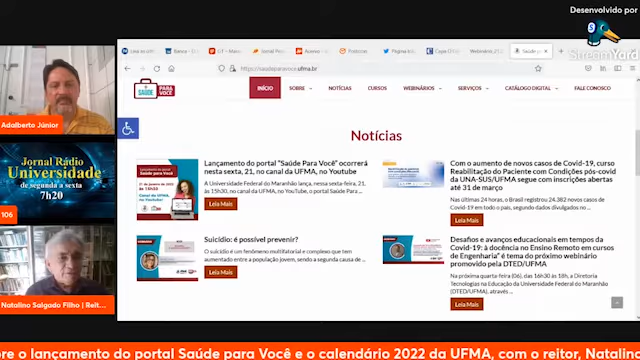 Desenvolvido por
StreamYard
Adalberto Júnior
Jornal Rádio
Universidade
de segunda a sexta
7h20
106
Natalino Salgado Filho | Reit...
https://saudeparavoce.ufma.br
SAÚDE
PARA
VOCÊ
INÍCIO
SOBRE
NOTÍCIAS
CURSOS
WEBINÁRIOS
SERVIÇOS
CATÁLOGO DIGITAL
FALE CONOSCO
Notícias
Lançamento do portal "Saúde Para Você" ocorrerá
nesta sexta, 21, no canal da UFMA, no Youtube
A Universidade Federal do Maranhão lança, nesta sexta-feira, 21,
às 15h30, no canal da UFMA, no YouTube, o portal Saúde Para ...
Leia Mais
Com o aumento de novos casos de Covid-19, curso
Reabilitação do Paciente com Condições pós-covid
da UNA-SUS/UFMA segue com inscrições abertas
até 31 de março
Nas últimas 24 horas, o Brasil registrou 24.382 novos casos de
Covid-19 em todo o país, segundo dados divulgados no ...
Leia Mais
Suicídio: é possível prevenir?
O suicídio é um fenômeno multifatorial e complexo que tem
aumentado entre a população jovem, sendo a segunda causa de ...
Leia Mais
Desafios e avanços educacionais em tempos da
Covid-19: à docência no Ensino Remoto em cursos
de Engenharia" é tema do próximo webinário
promovido pela DTED/UFMA
Na próxima quarta-feira (06), das 16h30 às 18h, a Diretoria
Tecnologias na Educação da Universidade Federal do Maranhão
(DTED/UFMA), através ...
Leia Mais
re o lançamento do portal Saúde para Você e o calendário 2022 da UFMA, com o reitor, Natalino